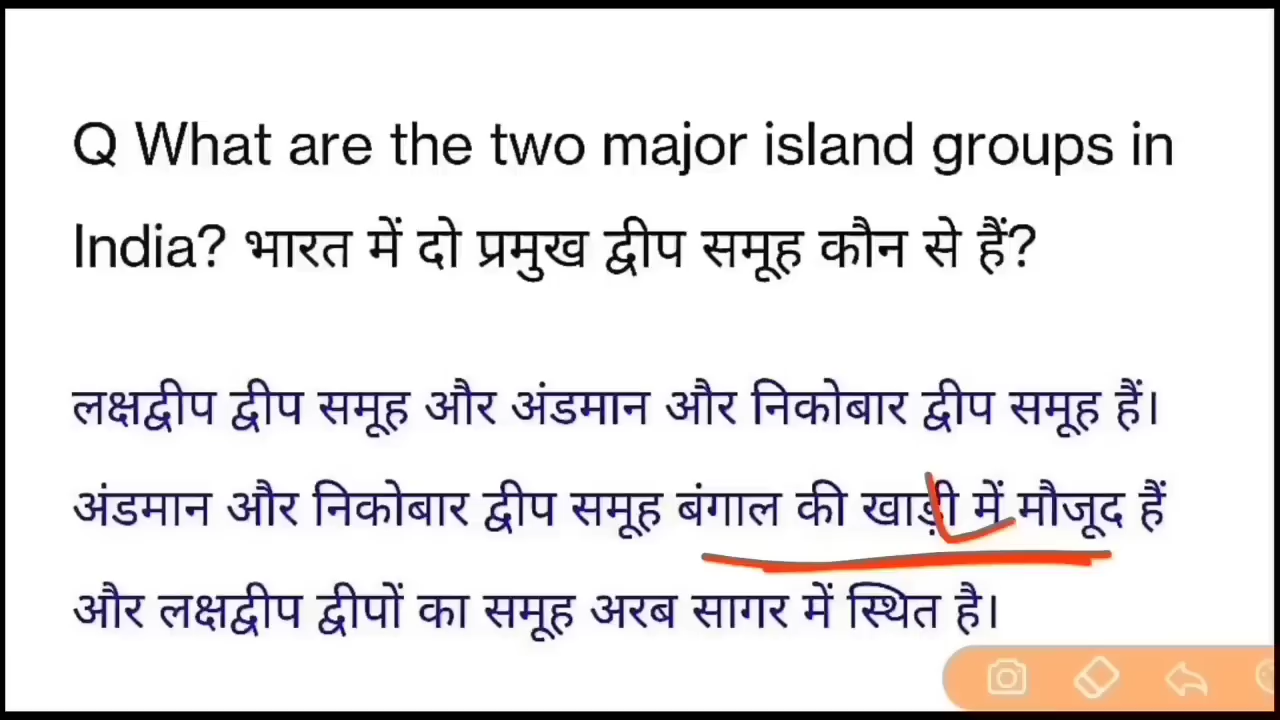 Q What are the two major island groups in
India? भारत में दो प्रमुख द्वीप समूह कौन से हैं?
लक्षद्वीप द्वीप समूह और अंडमान और निकोबार द्वीप समूह हैं।
अंडमान और निकोबार द्वीप समूह बंगाल की खाड़ी में मौजूद हैं
और लक्षद्वीप द्वीपों का समूह अरब सागर में स्थित है।